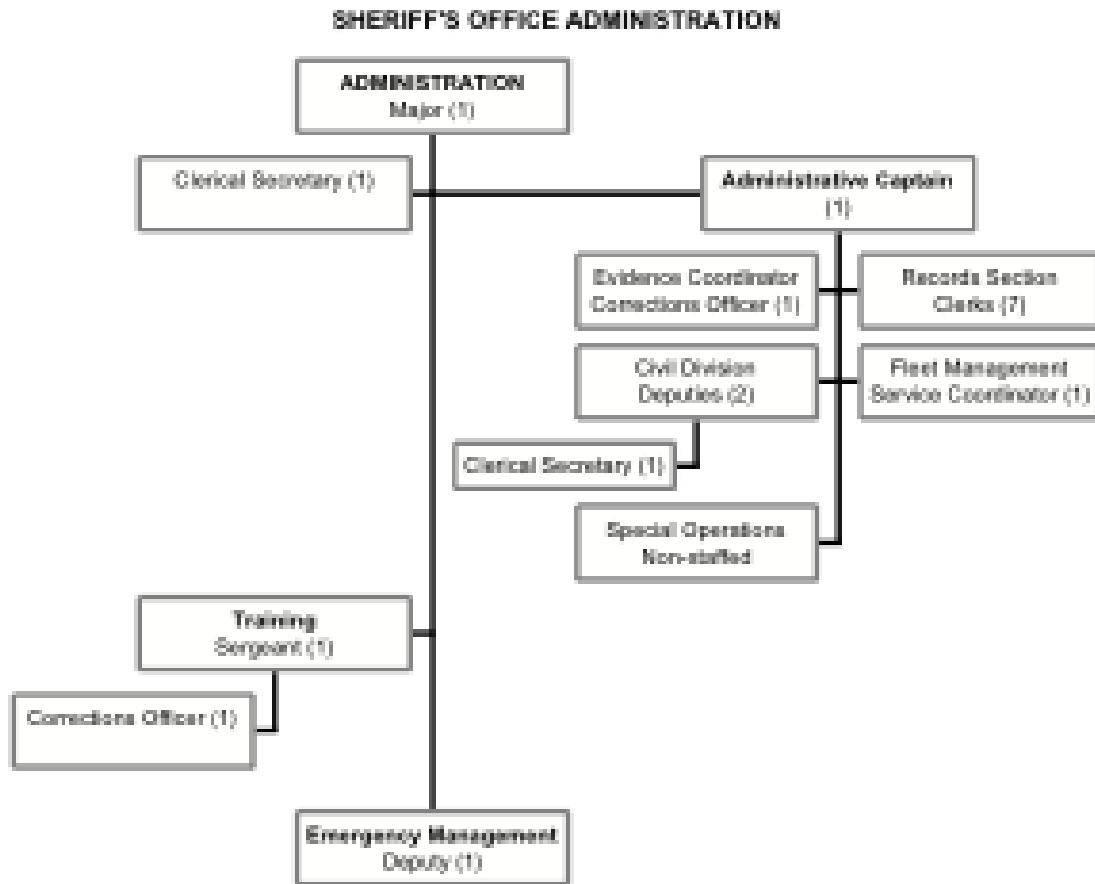 SHERIFF'S OFFICE ADMINISTRATION
ADMINISTRATION
Major (1)
Clerical Secretary (1)
Administrative Captain
(1)
Evidence Coordinator
Corrections Officer (1)
Records Section
Clerks (7)
Civil Division
Deputies (2)
Fleet Management
Service Coordinator (1)
Clerical Secretary (1)
Special Operations
Non-staffed
Training
Sergeant (1)
Corrections Officer (1)
Emergency Management
Deputy (1)